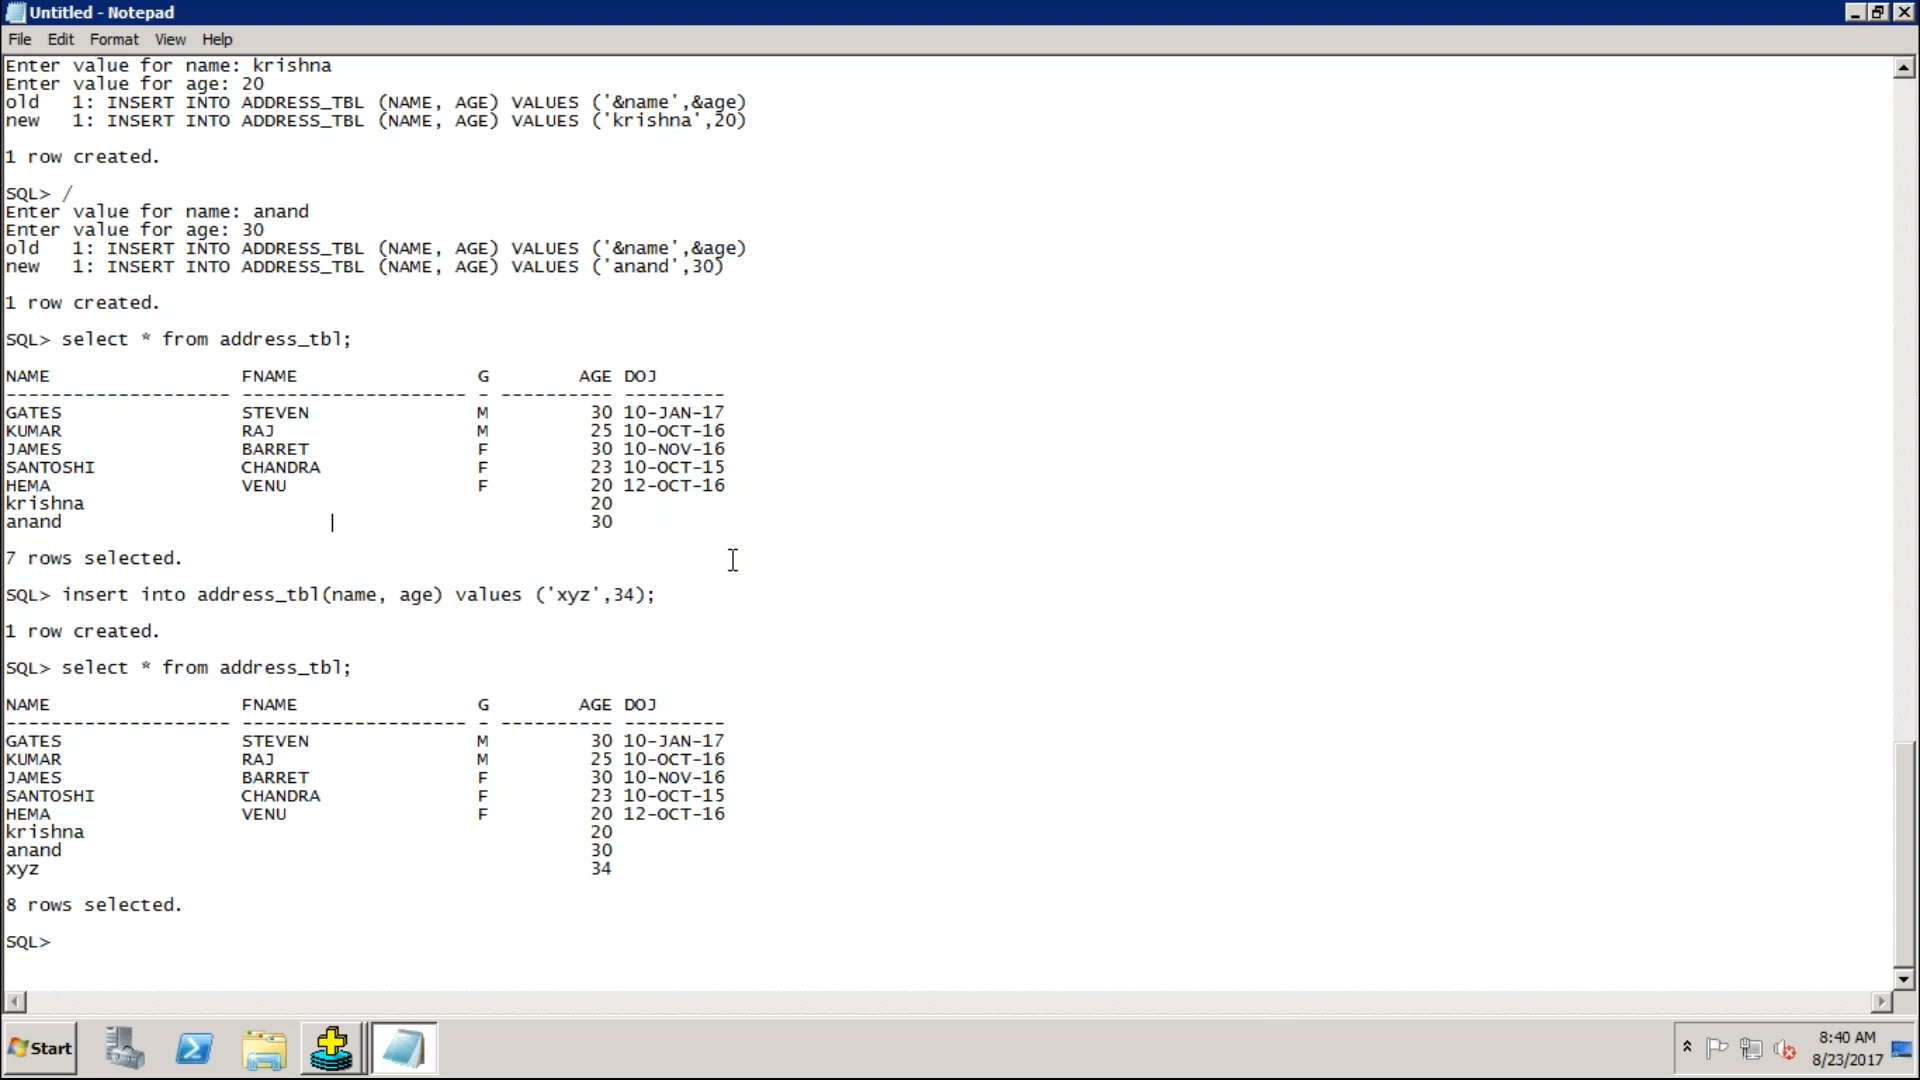 Untitled - Notepad
File Edit Format View Help
Enter value for name: krishna
Enter value for age: 20
old   1: INSERT INTO ADDRESS_TBL (NAME, AGE) VALUES ('&name',&age)
new   1: INSERT INTO ADDRESS_TBL (NAME, AGE) VALUES ('krishna',20)
1 row created.
SQL> /
Enter value for name: anand
Enter value for age: 30
old   1: INSERT INTO ADDRESS_TBL (NAME, AGE) VALUES ('&name',&age)
new   1: INSERT INTO ADDRESS_TBL (NAME, AGE) VALUES ('anand',30)
1 row created.
SQL> select * from address_tbl;
NAME                 FNAME                G        AGE DOJ
-------------------- -------------------- - ---------- ---------
GATES                STEVEN               M         30 10-JAN-17
KUMAR                RAJ                  M         25 10-OCT-16
JAMES                BARRET               F         30 10-NOV-16
SANTOSHI             CHANDRA              F         23 10-OCT-15
HEMA                 VENU                 F         20 12-OCT-16
krishna                                             20
anand                                               30
7 rows selected.
SQL> insert into address_tbl(name, age) values ('xyz',34);
1 row created.
SQL> select * from address_tbl;
NAME                 FNAME                G        AGE DOJ
-------------------- -------------------- - ---------- ---------
GATES                STEVEN               M         30 10-JAN-17
KUMAR                RAJ                  M         25 10-OCT-16
JAMES                BARRET               F         30 10-NOV-16
SANTOSHI             CHANDRA              F         23 10-OCT-15
HEMA                 VENU                 F         20 12-OCT-16
krishna                                             20
anand                                               30
xyz                                                 34
8 rows selected.
SQL>
Start
8:40 AM
8/23/2017